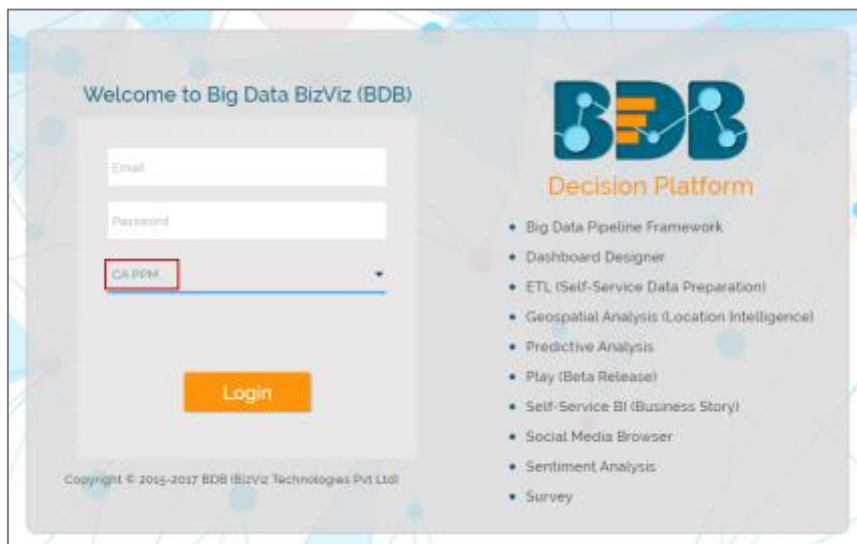 Welcome to Big Data BizViz (BDB)
Email
Password
CA PPM
Login
Copyright © 2015-2017 BDB (BizViz Technologies Pvt Ltd)
BDB
Decision Platform
• Big Data Pipeline Framework
• Dashboard Designer
• ETL (Self-Service Data Preparation)
• Geospatial Analysis (Location Intelligence)
• Predictive Analysis
• Play (Beta Release)
• Self-Service BI (Business Story)
• Social Media Browser
• Sentiment Analysis
• Survey